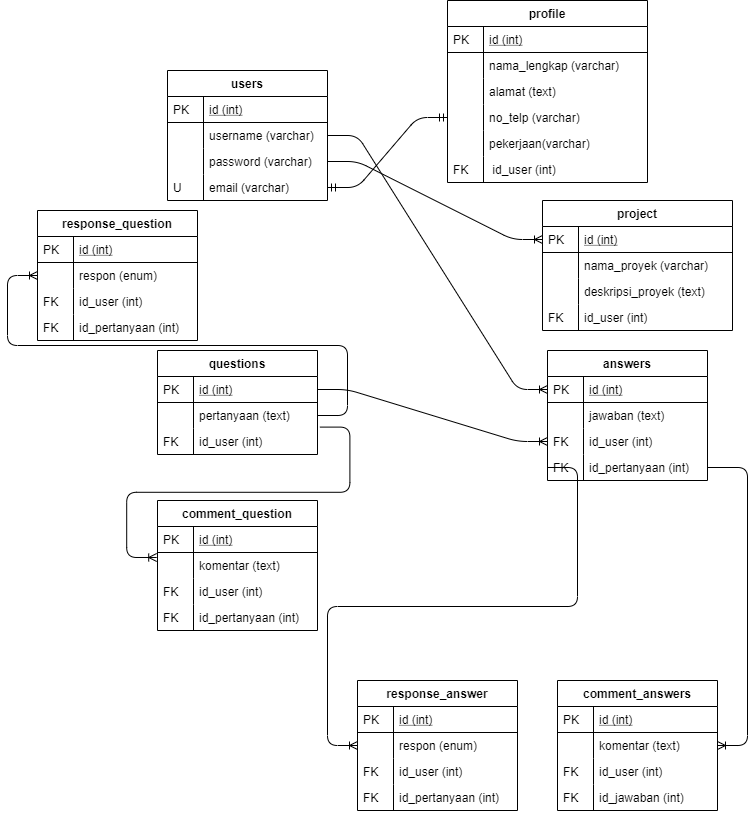 profile
PK id (int)
nama_lengkap (varchar)
alamat (text)
no_telp (varchar)
pekerjaan(varchar)
FK id_user (int)
users
PK id (int)
username (varchar)
password (varchar)
U email (varchar)
project
PK id (int)
nama_proyek (varchar)
deskripsi_proyek (text)
FK id_user (int)
response_question
PK id (int)
respon (enum)
FK id_user (int)
FK id_pertanyaan (int)
questions
PK id (int)
pertanyaan (text)
FK id_user (int)
answers
PK id (int)
jawaban (text)
FK id_user (int)
FK id_pertanyaan (int)
comment_question
PK id (int)
komentar (text)
FK id_user (int)
FK id_pertanyaan (int)
response_answer
PK id (int)
respon (enum)
FK id_user (int)
FK id_pertanyaan (int)
comment_answers
PK id (int)
komentar (text)
FK id_user (int)
FK id_jawaban (int)